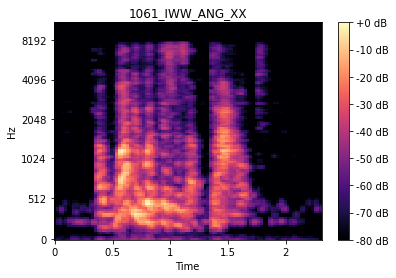 1061_IWW_ANG_XX
Hz
8192
4096
2048
1024
512
0
0
0.5
1
1.5
2
Time
+0 dB
-10 dB
-20 dB
-30 dB
-40 dB
-50 dB
-60 dB
-70 dB
-80 dB